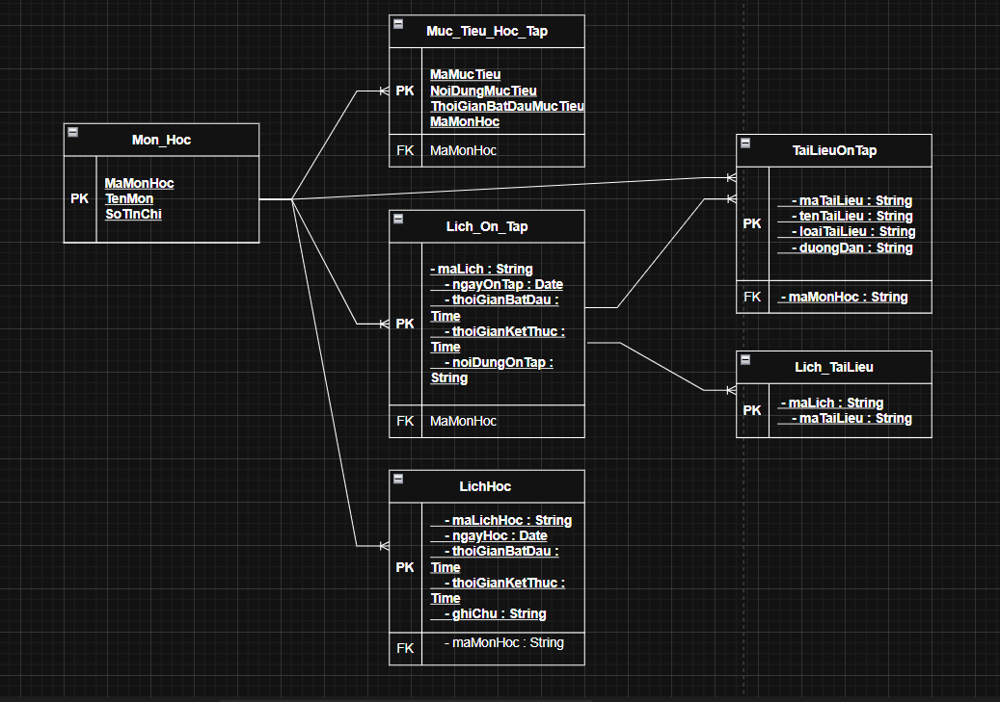 Muc_Tieu_Hoc_Tap
PK
MaMucTieu
NoiDungMucTieu
ThoiGianBatDauMucTieu
MaMonHoc
FK MaMonHoc
Mon_Hoc
PK
MaMonHoc
TenMon
SoTInChi
TaiLieuOnTap
PK
- maTaiLieu : String
- tenTaiLieu : String
- loaiTaiLieu : String
- duongDan : String
FK - maMonHoc : String
Lich_On_Tap
PK
- maLich : String
- ngayOnTap : Date
- thoiGianBatDau :
Time
- thoiGianKetThuc :
Time
- noiDungOnTap :
String
FK MaMonHoc
Lich_TaiLieu
PK
- maLich : String
- maTaiLieu : String
LichHoc
PK
- maLichHoc : String
- ngayHoc : Date
- thoiGianBatDau :
Time
- thoiGianKetThuc :
Time
- ghiChu : String
FK - maMonHoc : String